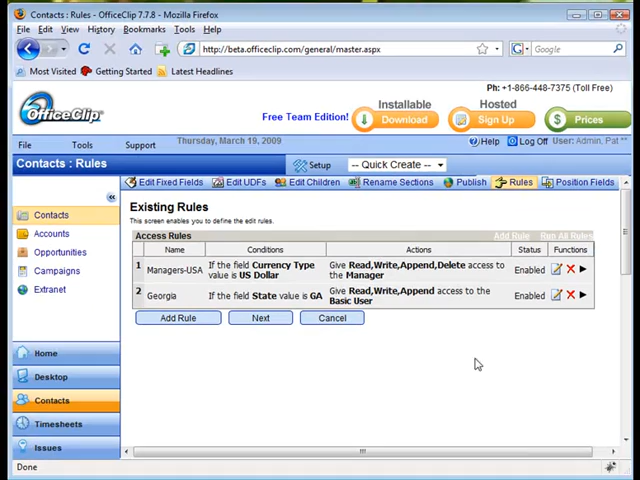 Contacts : Rules - OfficeClip 7.7.8 - Mozilla Firefox
File Edit View History Bookmarks Tools Help
http://beta.officeclip.com/general/master.aspx
Google
Most Visited Getting Started Latest Headlines
Ph: +1-866-448-7375 (Toll Free)
OfficeClip
Free Team Edition!
Installable
Download
Hosted
Sign Up
Prices
Thursday, March 19, 2009
Help Log Off User: Admin, Pat **
File Tools Support
Contacts : Rules
Setup
-- Quick Create --
Edit Fixed Fields Edit UDFs Edit Children Rename Sections Publish Rules Position Fields
Contacts
Accounts
Opportunities
Campaigns
Extranet
Home
Desktop
Contacts
Timesheets
Issues
Existing Rules
This screen enables you to define the edit rules.
Access Rules Add Rule Run All Rules
Name Conditions Actions Status Functions
1 Managers-USA If the field Currency Type value is US Dollar Give Read,Write,Append,Delete access to the Manager Enabled
2 Georgia If the field State value is GA Give Read,Write,Append access to the Basic User Enabled
Add Rule Next Cancel
Done